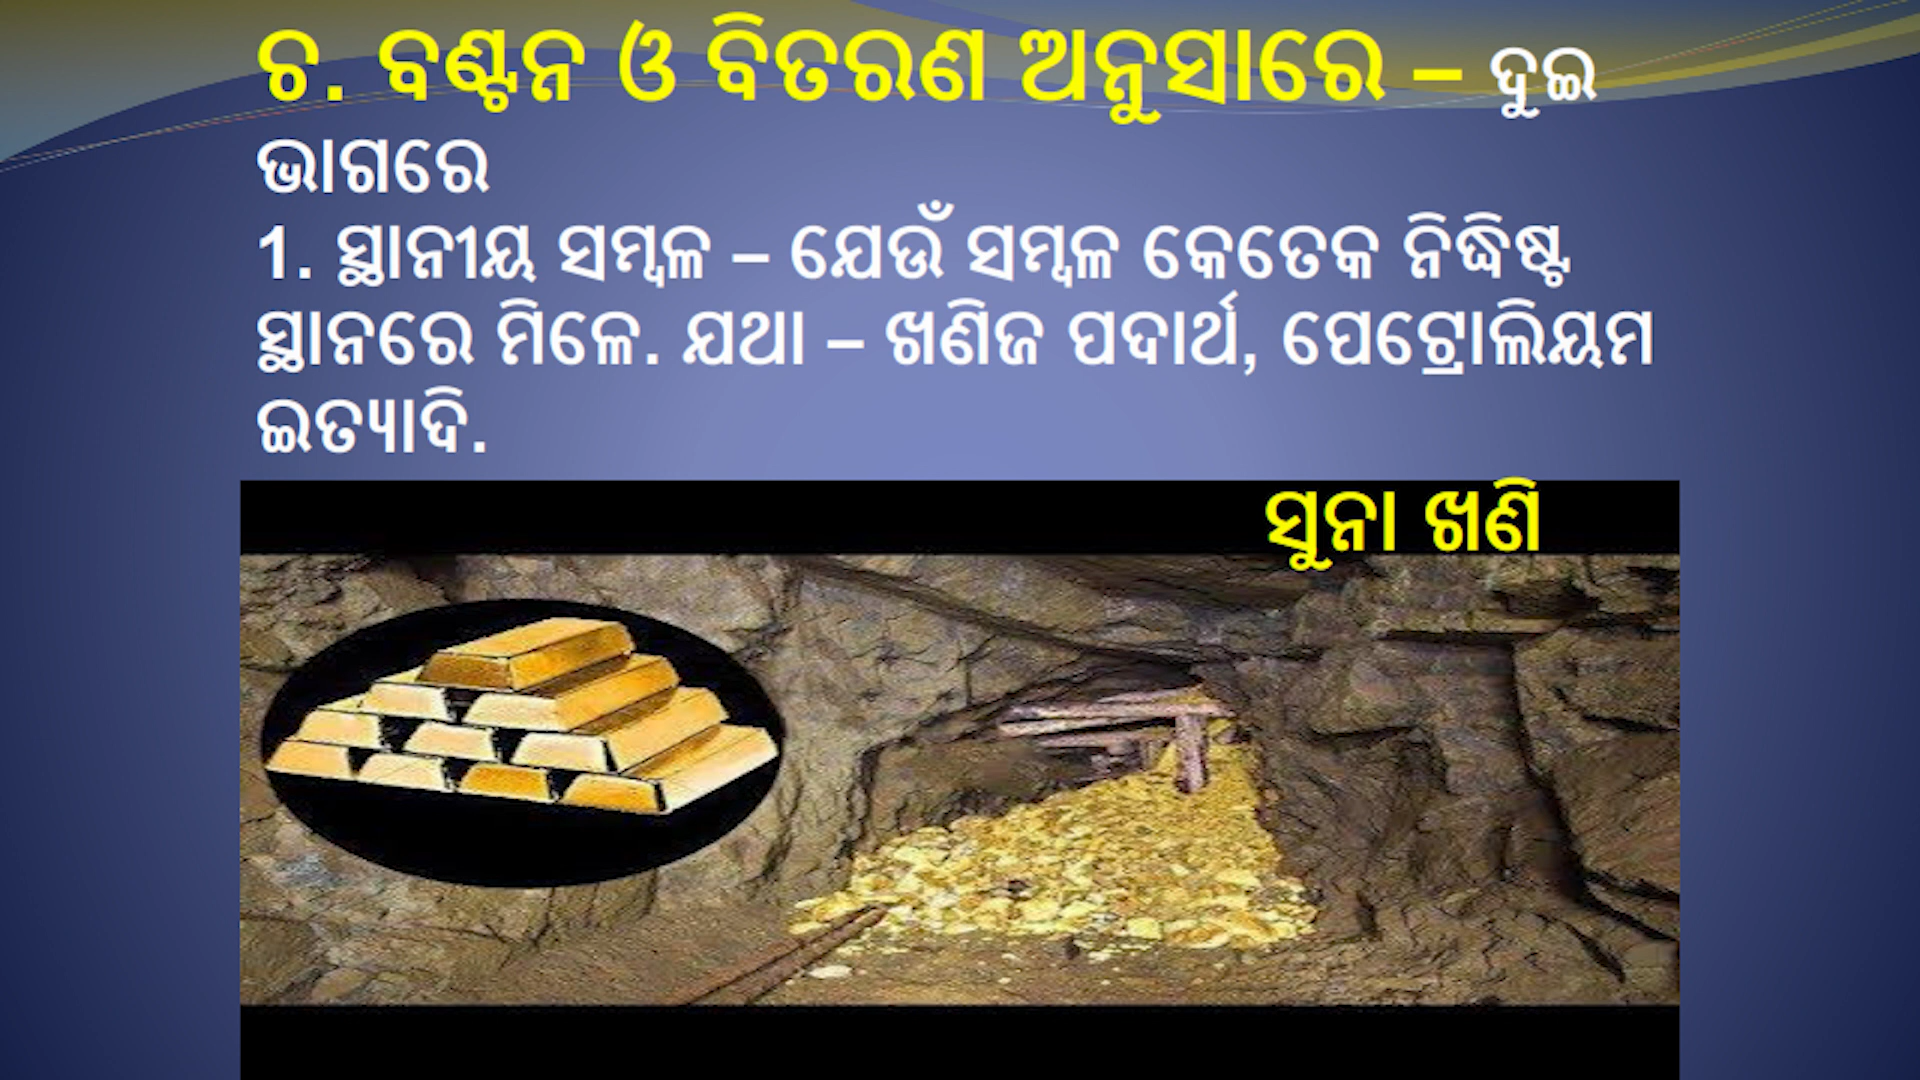 ଚ. ବଣ୍ଟନ ଓ ବିତରଣ ଅନୁସାରେ – ଦୁଇ
ଭାଗରେ
1. ସ୍ଥାନୀୟ ସମ୍ବଳ – ଯେଉଁ ସମ୍ବଳ କେତେକ ନିଦ୍ଧିଷ୍ଟ
ସ୍ଥାନରେ ମିଳେ. ଯଥା – ଖଣିଜ ପଦାର୍ଥ, ପେଟ୍ରୋଲିୟମ
ଇତ୍ୟାଦି.
ସୁନା ଖଣି